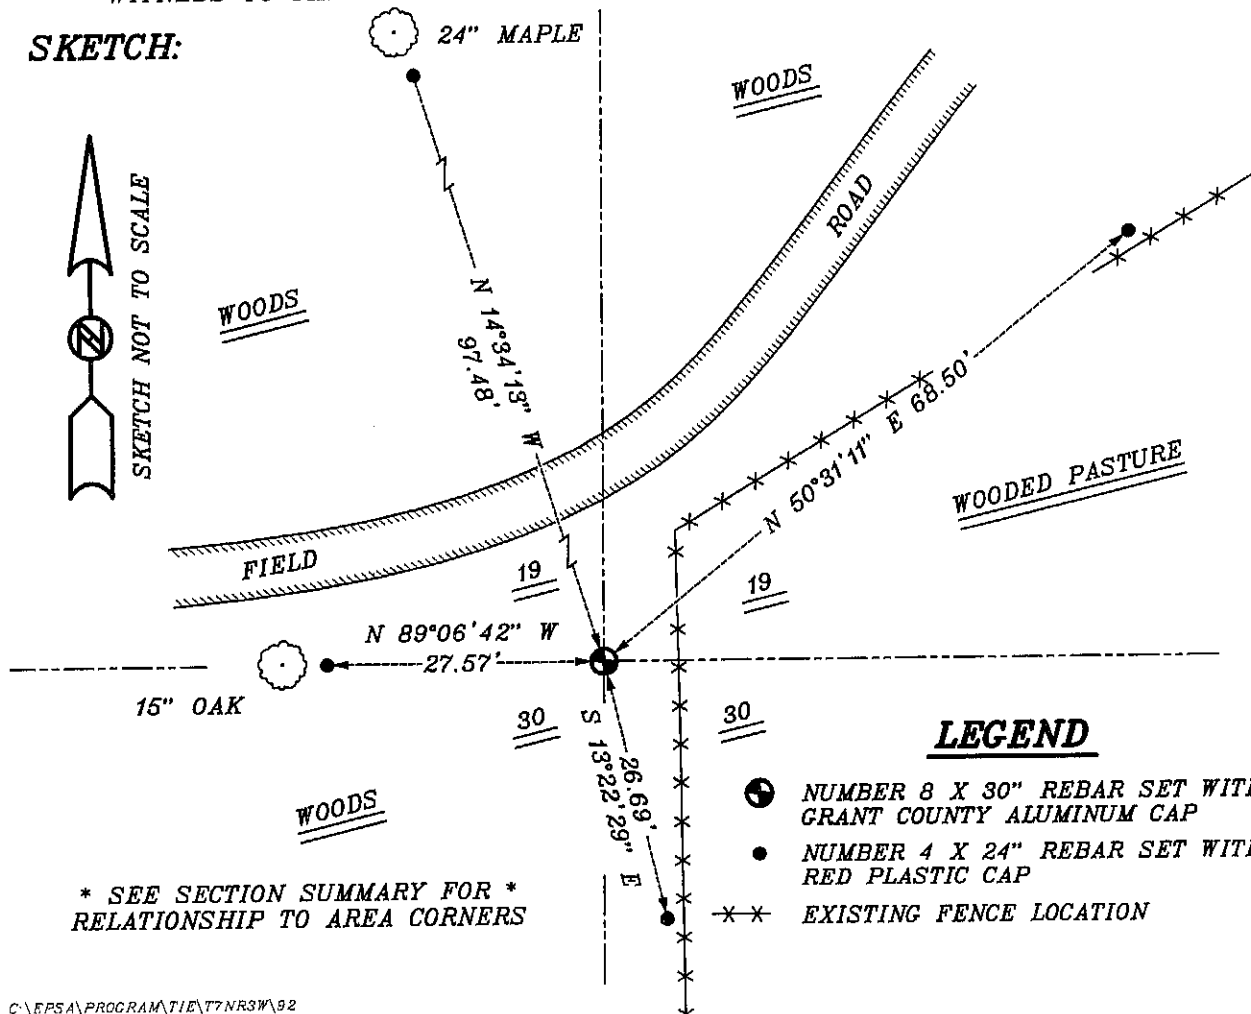 SKETCH:
24" MAPLE
WOODS
SKETCH NOT TO SCALE
N
ROAD
WOODS
N 14°34'13" W
97.48'
N 50°31'11" E 68.50'
WOODED PASTURE
FIELD
19
19
N 89°06'42" W
27.57'
15" OAK
30
30
S 13°22'29" E
26.69'
WOODS
LEGEND
NUMBER 8 X 30" REBAR SET WITH
GRANT COUNTY ALUMINUM CAP
NUMBER 4 X 24" REBAR SET WITH
RED PLASTIC CAP
EXISTING FENCE LOCATION
* SEE SECTION SUMMARY FOR *
RELATIONSHIP TO AREA CORNERS
C:\EPSA\PROGRAM\TIE\T7NR3W\92